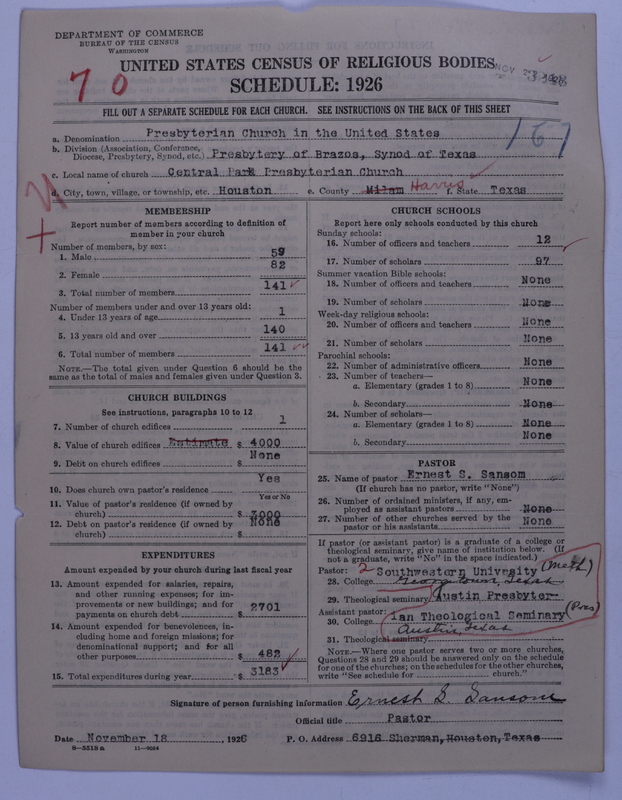 DEPARTMENT OF COMMERCE
BUREAU OF THE CENSUS
WASHINGTON
UNITED STATES CENSUS OF RELIGIOUS BODIES
SCHEDULE: 1926
NOV
70
FILL OUT A SEPARATE SCHEDULE FOR EACH CHURCH. SEE INSTRUCTIONS ON THE BACK OF THIS SHEET
167
a. Denomination Presbyterian Church in the United States
b. Division (Association, Conference, Diocese, Presbytery, Synod, etc.) Presbytery of Brazos, Synod of Texas
c. Local name of church Central Park Presbyterian Church
d. City, town, village, or township, etc. Houston e. County Milam Harris f. State Texas
MEMBERSHIP
Report number of members according to definition of
member in your church
Number of members, by sex:
1. Male 59
2. Female 82
3. Total number of members 141
Number of members under and over 13 years old:
4. Under 13 years of age 1
5. 13 years old and over 140
6. Total number of members 141
NOTE.—The total given under Question 6 should be the
same as the total of males and females given under Question 3.
CHURCH BUILDINGS
See instructions, paragraphs 10 to 12
7. Number of church edifices 1
8. Value of church edifices Estimate $ 4000
9. Debt on church edifices $ None
10. Does church own pastor's residence Yes
Yes or No
11. Value of pastor's residence (if owned by
church) $ 3000
12. Debt on pastor's residence (if owned by
church) $ None
EXPENDITURES
Amount expended by your church during last fiscal year
13. Amount expended for salaries, repairs,
and other running expenses; for im-
provements or new buildings; and for
payments on church debt $ 2701
14. Amount expended for benevolences, in-
cluding home and foreign missions; for
denominational support; and for all
other purposes $ 482
15. Total expenditures during year $ 3183
CHURCH SCHOOLS
Report here only schools conducted by this church
Sunday schools:
16. Number of officers and teachers 12
17. Number of scholars 97
Summer vacation Bible schools:
18. Number of officers and teachers None
19. Number of scholars None
Week-day religious schools:
20. Number of officers and teachers None
21. Number of scholars None
Parochial schools:
22. Number of administrative officers None
23. Number of teachers—
a. Elementary (grades 1 to 8) None
b. Secondary None
24. Number of scholars—
a. Elementary (grades 1 to 8) None
b. Secondary None
PASTOR
25. Name of pastor Ernest S. Sansom
(If church has no pastor, write "None")
26. Number of ordained ministers, if any, em-
ployed as assistant pastors None
27. Number of other churches served by the
pastor or his assistants None
If pastor (or assistant pastor) is a graduate of a college or
theological seminary, give name of institution below. (If
not a graduate, write "No" in the space indicated.)
Pastor: 2 Southwestern Unviersity (Meth)
28. College Georgetown, Texas
29. Theological seminary Austin Presbyter-
Assistant pastor: ian Theological Seminary (Pres)
30. College Austin, Texas
31. Theological seminary
NOTE.—Where one pastor serves two or more churches,
Questions 28 and 29 should be answered only on the schedule
for one of the churches; on the schedules for the other churches,
write "See schedule for church."
Signature of person furnishing information Ernest S. Sansom
Official title Pastor
Date November 18, 1926 P. O. Address 6916 Sherman, Houston, Texas
8—5518 a 11—9064